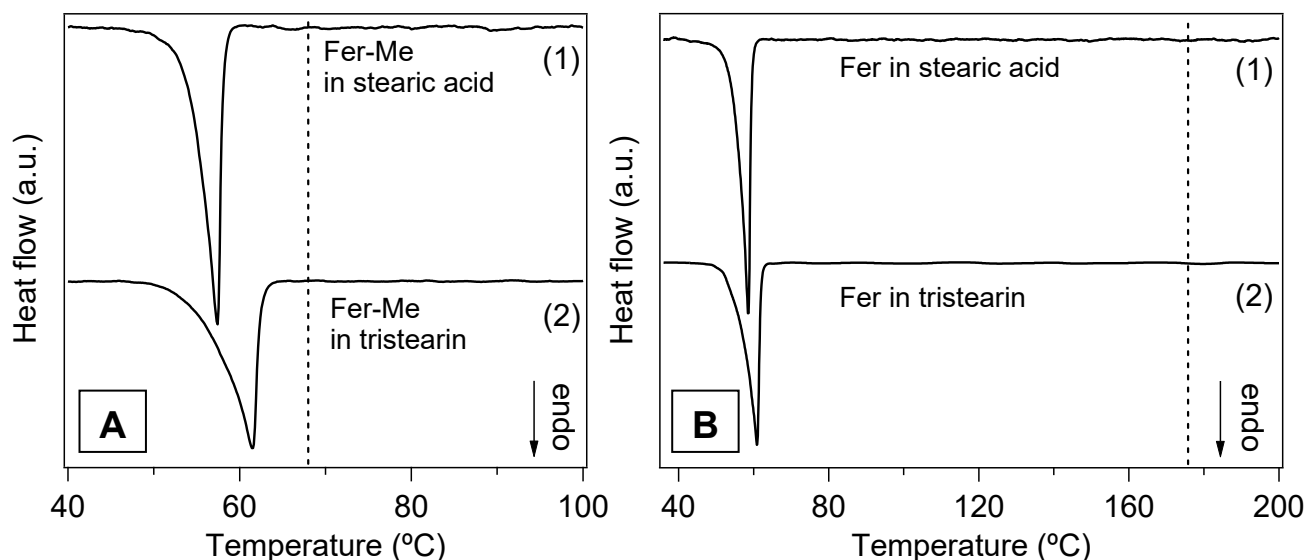 Heat flow (a.u.)
Fer-Me
in stearic acid
(1)
Fer-Me
in tristearin
(2)
A
endo
40 60 80 100
Temperature (ºC)
Heat flow (a.u.)
Fer in stearic acid
(1)
Fer in tristearin
(2)
B
endo
40 80 120 160 200
Temperature (ºC)